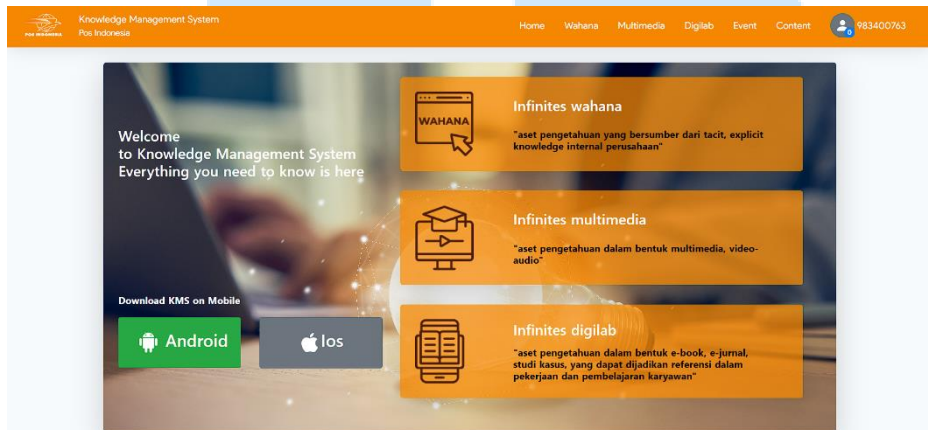 POS INDONESIA
Knowledge Management System
Pos Indonesia
Home Wahana Multimedia Digilab Event Content 0 983400763
Welcome
to Knowledge Management System
Everything you need to know is here
Download KMS on Mobile
Android Ios
WAHANA
Infinites wahana
"aset pengetahuan yang bersumber dari tacit, explicit
knowledge internal perusahaan"
Infinites multimedia
"aset pengetahuan dalam bentuk multimedia, video-
audio"
Infinites digilab
"aset pengetahuan dalam bentuk e-book, e-jurnal,
studi kasus, yang dapat dijadikan referensi dalam
pekerjaan dan pembelajaran karyawan"